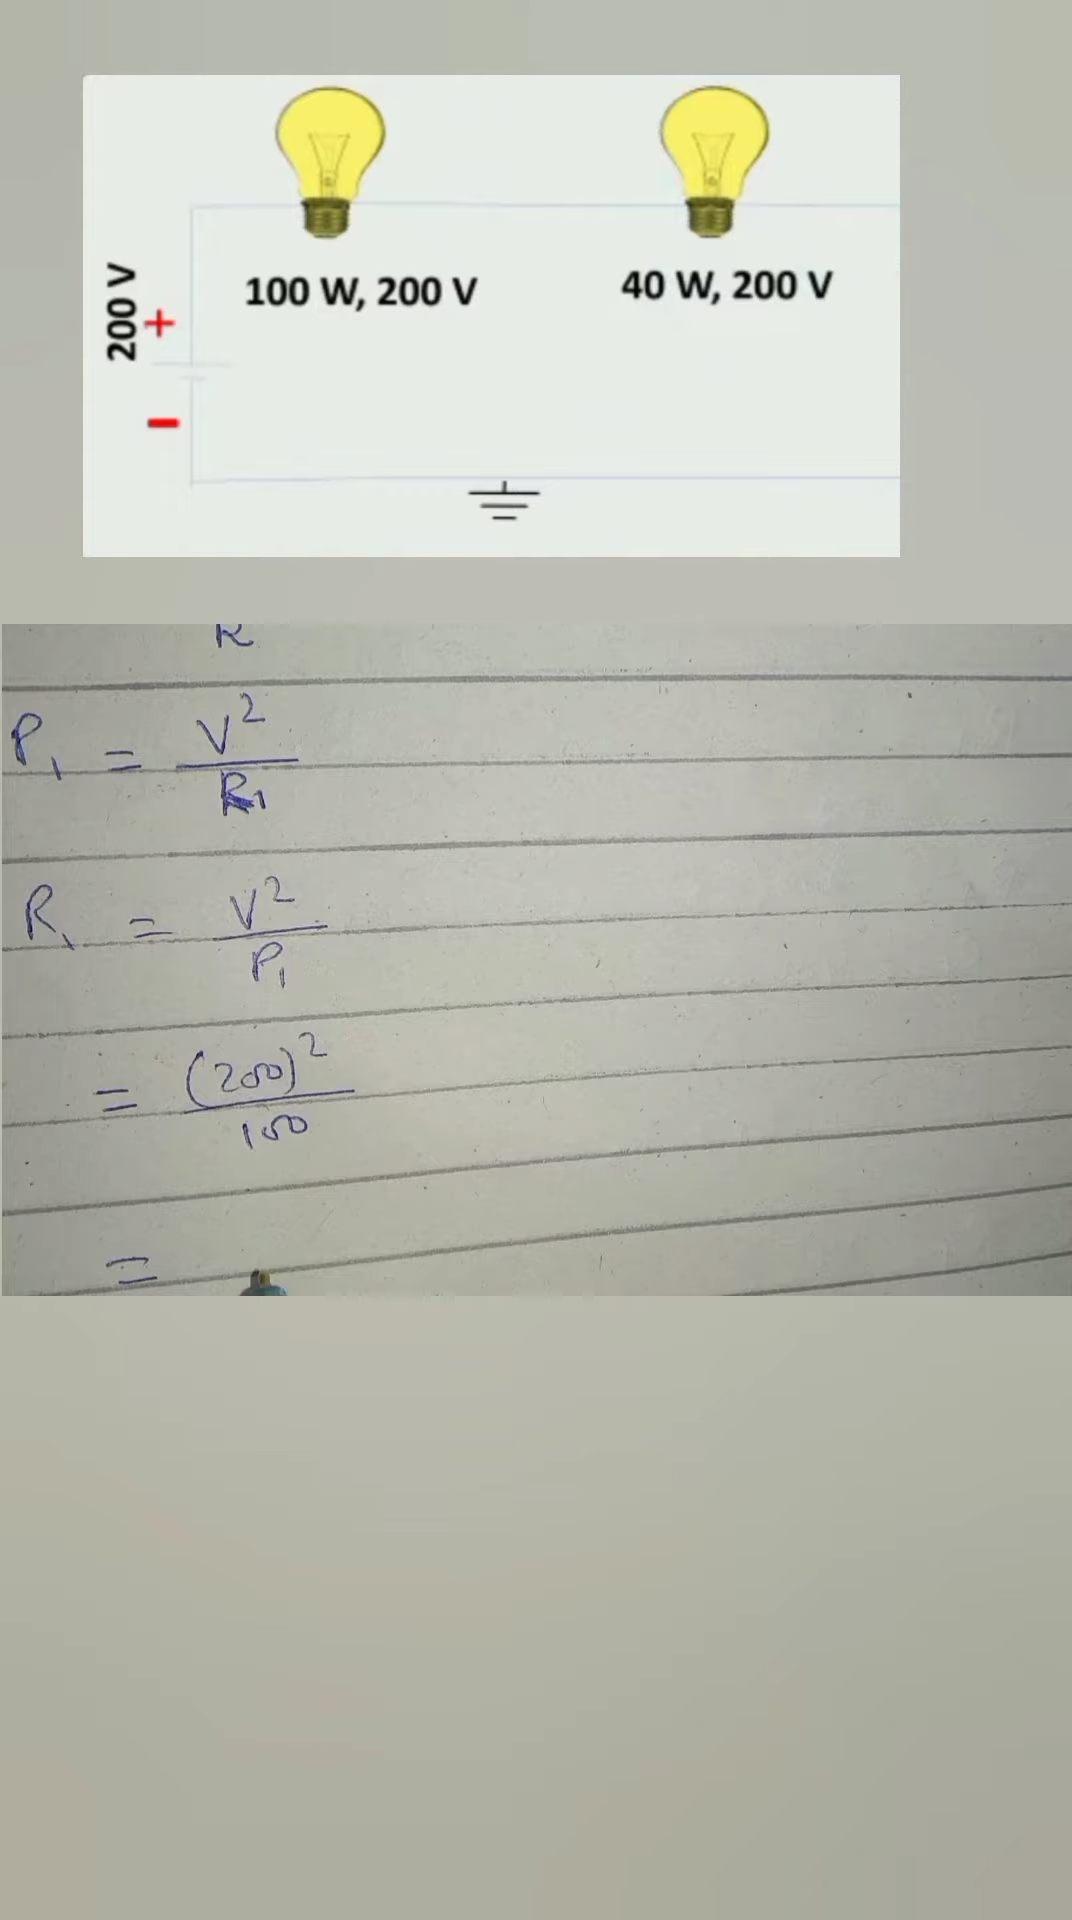 200 V
+
100 W, 200 V
40 W, 200 V
-
R
P₁ = V²/R₁
R₁ = V²/P₁
= (200)²/100
=